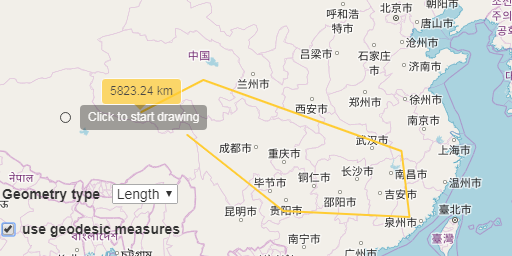 呼和浩
特市
北京市
朝阳市
唐山市
中国
吕梁市
石家庄
市
沧州市
济南市
5823.24 km
兰州市
西安市
郑州市
徐州市
Click to start drawing
南京市
成都市
重庆市
武汉市
上海市
नेपाल
Geometry type
Length
毕节市
铜仁市
长沙市
南昌市
温州市
昆明市
贵阳市
邵阳市
吉安市
泉州市
臺北市
use geodesic measures
南宁市
广州市
臺灣